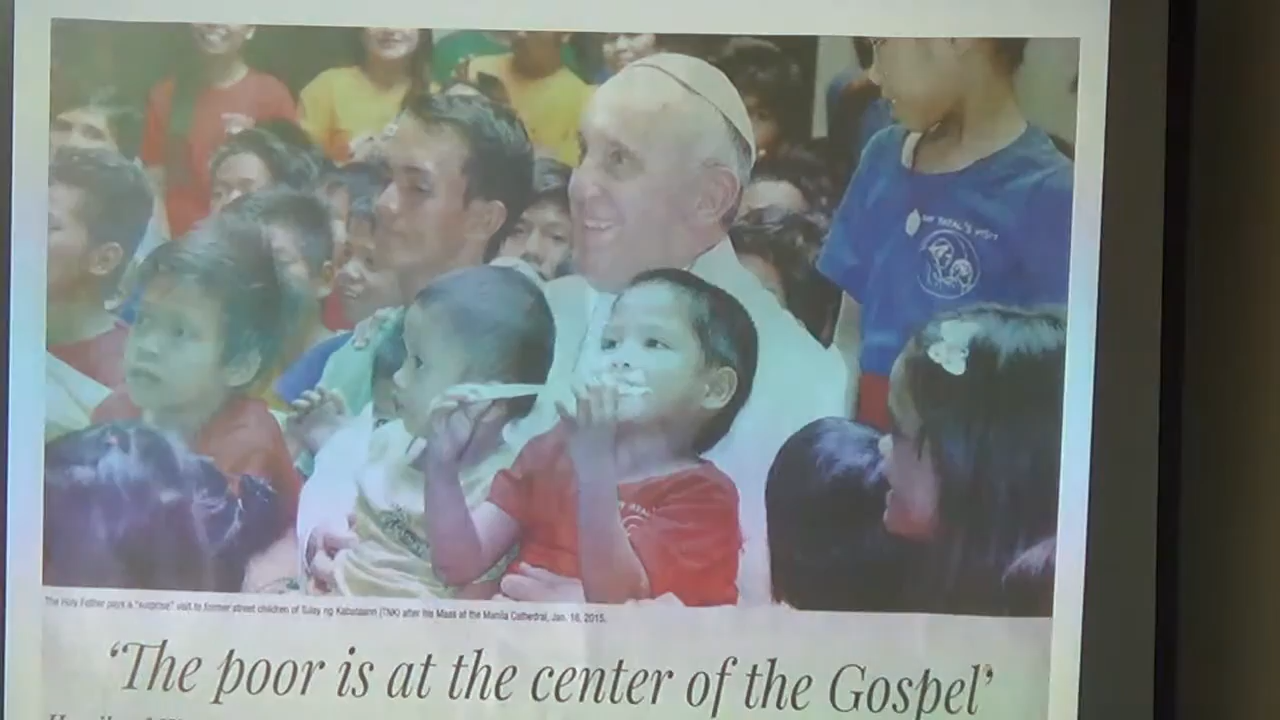 The Holy Father pays a "surprise" visit to former street children of Tulay ng Kabataan (TNK) after his Mass at the Manila Cathedral, Jan. 16, 2015.
'The poor is at the center of the Gospel'